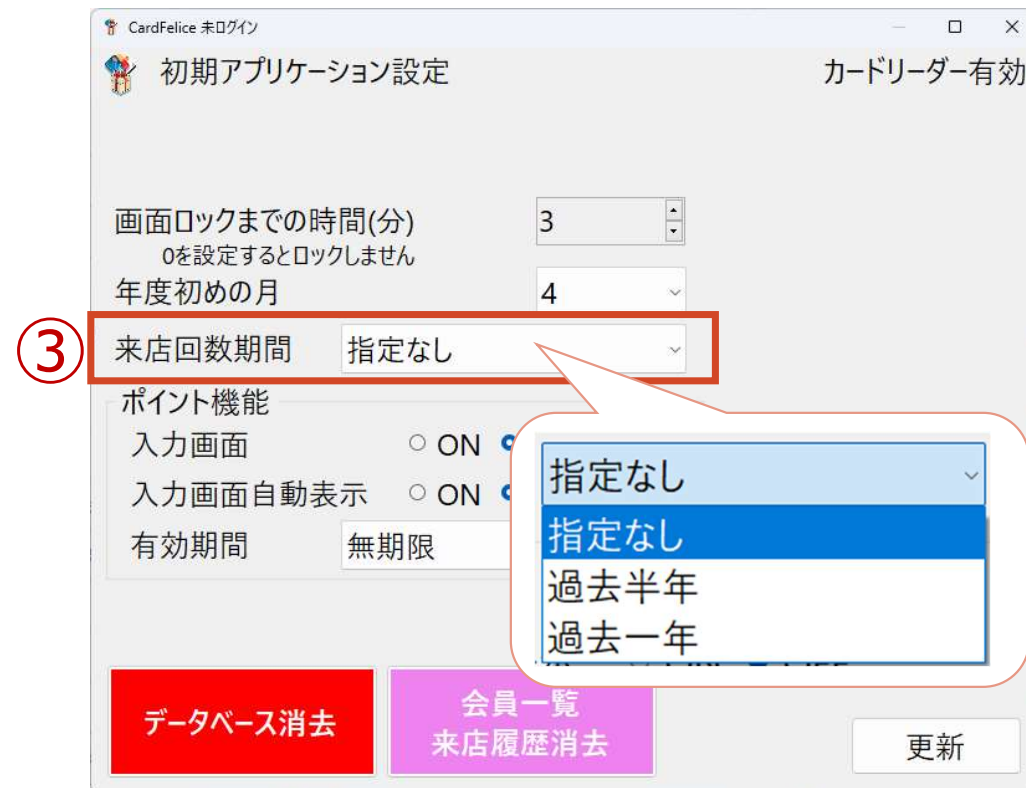 CardFelice 未ログイン
初期アプリケーション設定
カードリーダー有効
画面ロックまでの時間(分)
3
0を設定するとロックしません
年度初めの月
4
③
来店回数期間
指定なし
ポイント機能
入力画面
ON
入力画面自動表示
ON
有効期間
無期限
指定なし
指定なし
過去半年
過去一年
データベース消去
会員一覧
来店履歴消去
更新